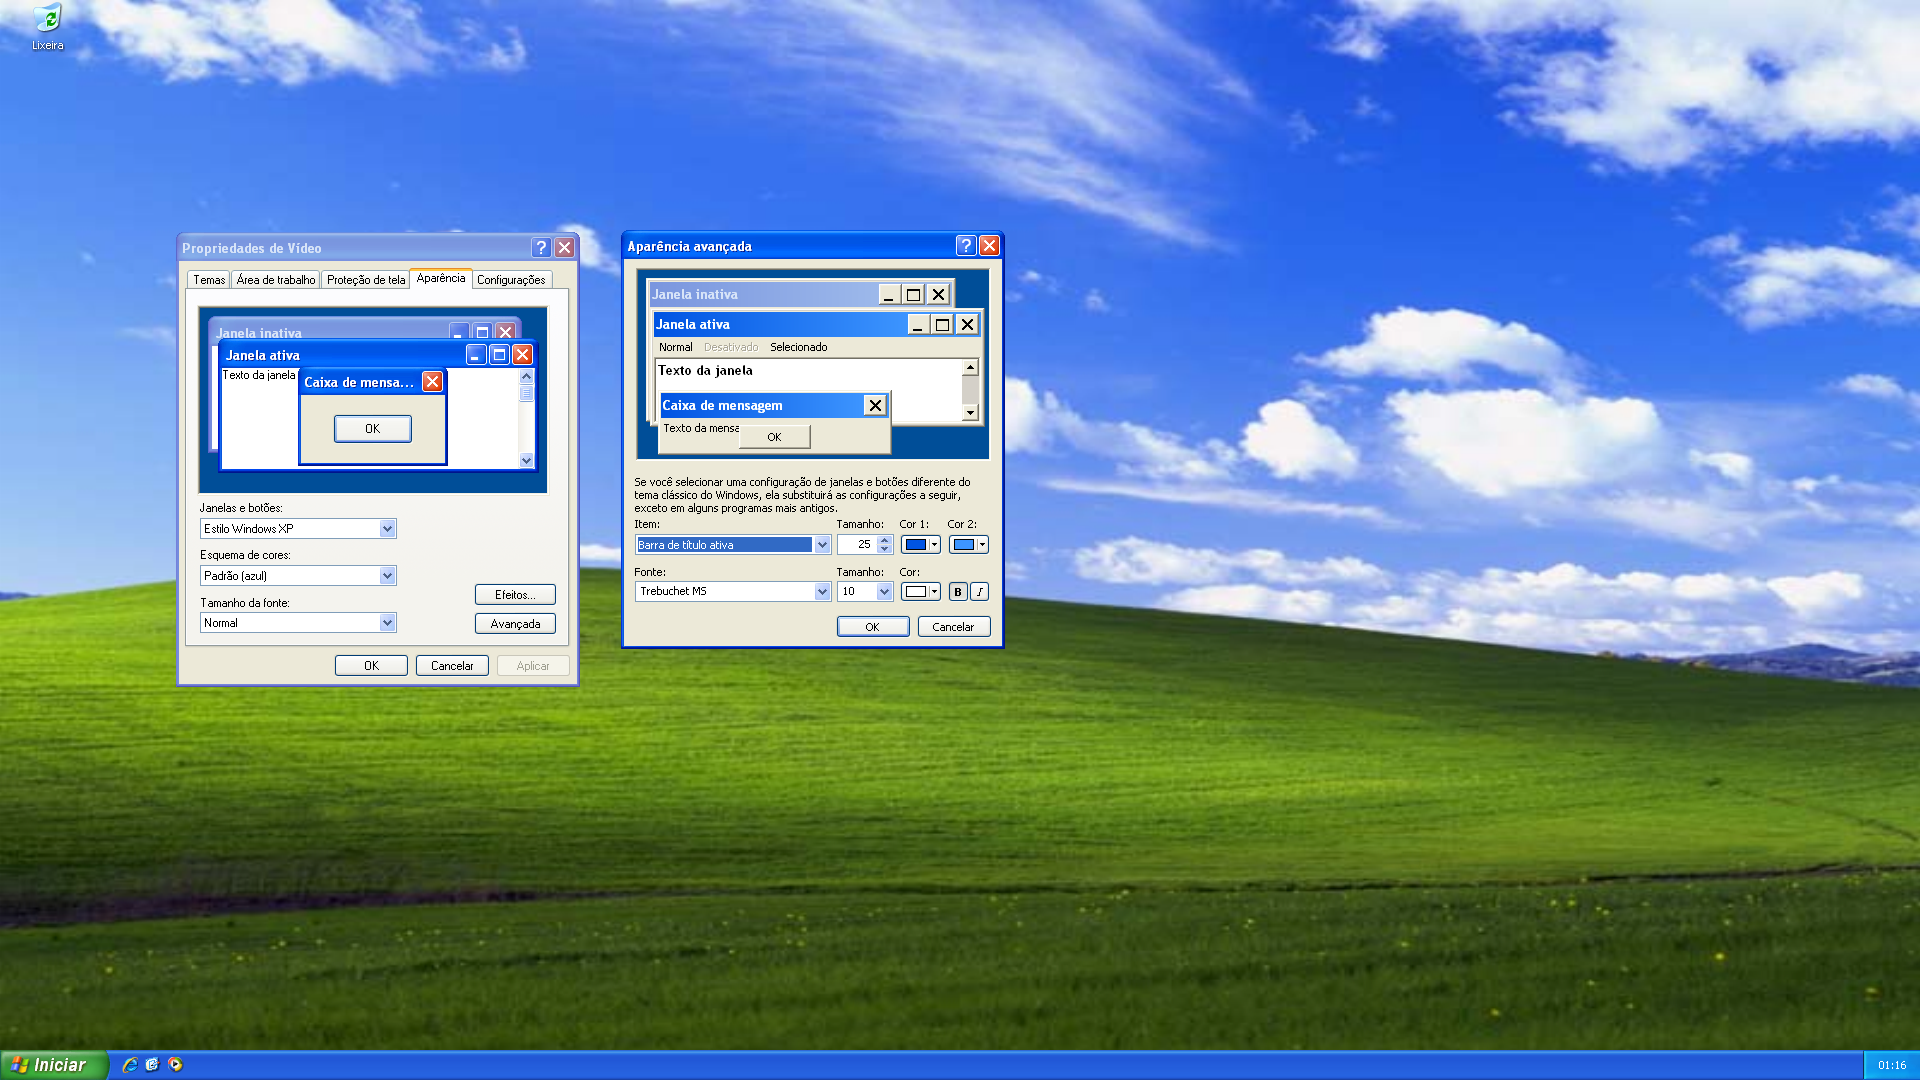 Lixeira
Propriedades de Vídeo
Temas
Área de trabalho
Proteção de tela
Aparência
Configurações
Janela inativa
Janela ativa
Texto da janela
Caixa de mensa...
OK
Janelas e botões:
Estilo Windows XP
Esquema de cores:
Padrão (azul)
Tamanho da fonte:
Normal
Efeitos...
Avançada
OK
Cancelar
Aplicar
Aparência avançada
Janela inativa
Janela ativa
Normal Desativado Selecionado
Texto da janela
Caixa de mensagem
Texto da mensa
OK
Se você selecionar uma configuração de janelas e botões diferente do
tema clássico do Windows, ela substituirá as configurações a seguir,
exceto em alguns programas mais antigos.
Item: Tamanho: Cor 1: Cor 2:
Barra de título ativa 25
Fonte: Tamanho: Cor:
Trebuchet MS 10 B I
OK Cancelar
Iniciar
01:16